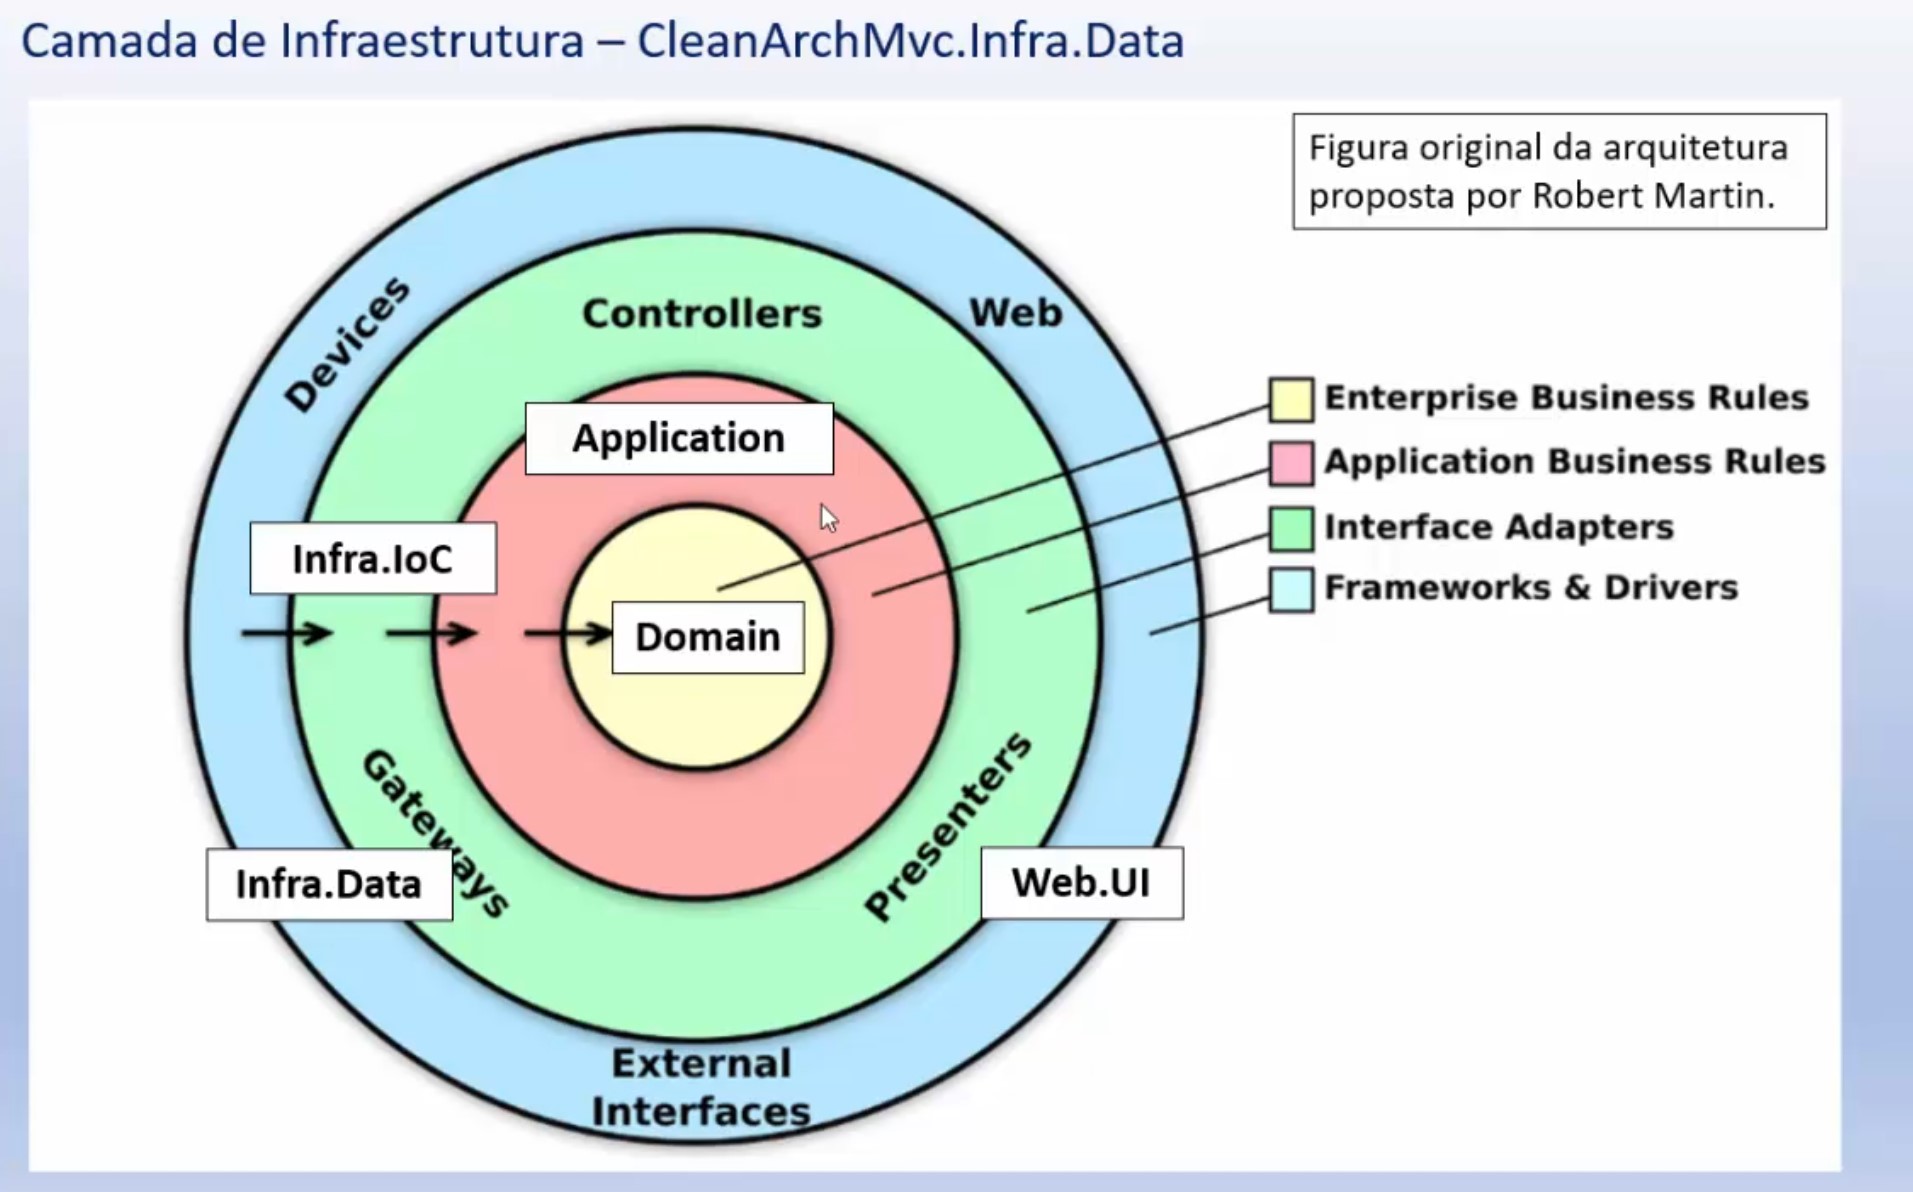 Camada de Infraestrutura – CleanArchMvc.Infra.Data
Figura original da arquitetura
proposta por Robert Martin.
Devices
Controllers
Web
Application
Enterprise Business Rules
Application Business Rules
Interface Adapters
Frameworks & Drivers
Infra.IoC
Domain
Gateways
Presenters
Infra.Data
Web.UI
External
Interfaces